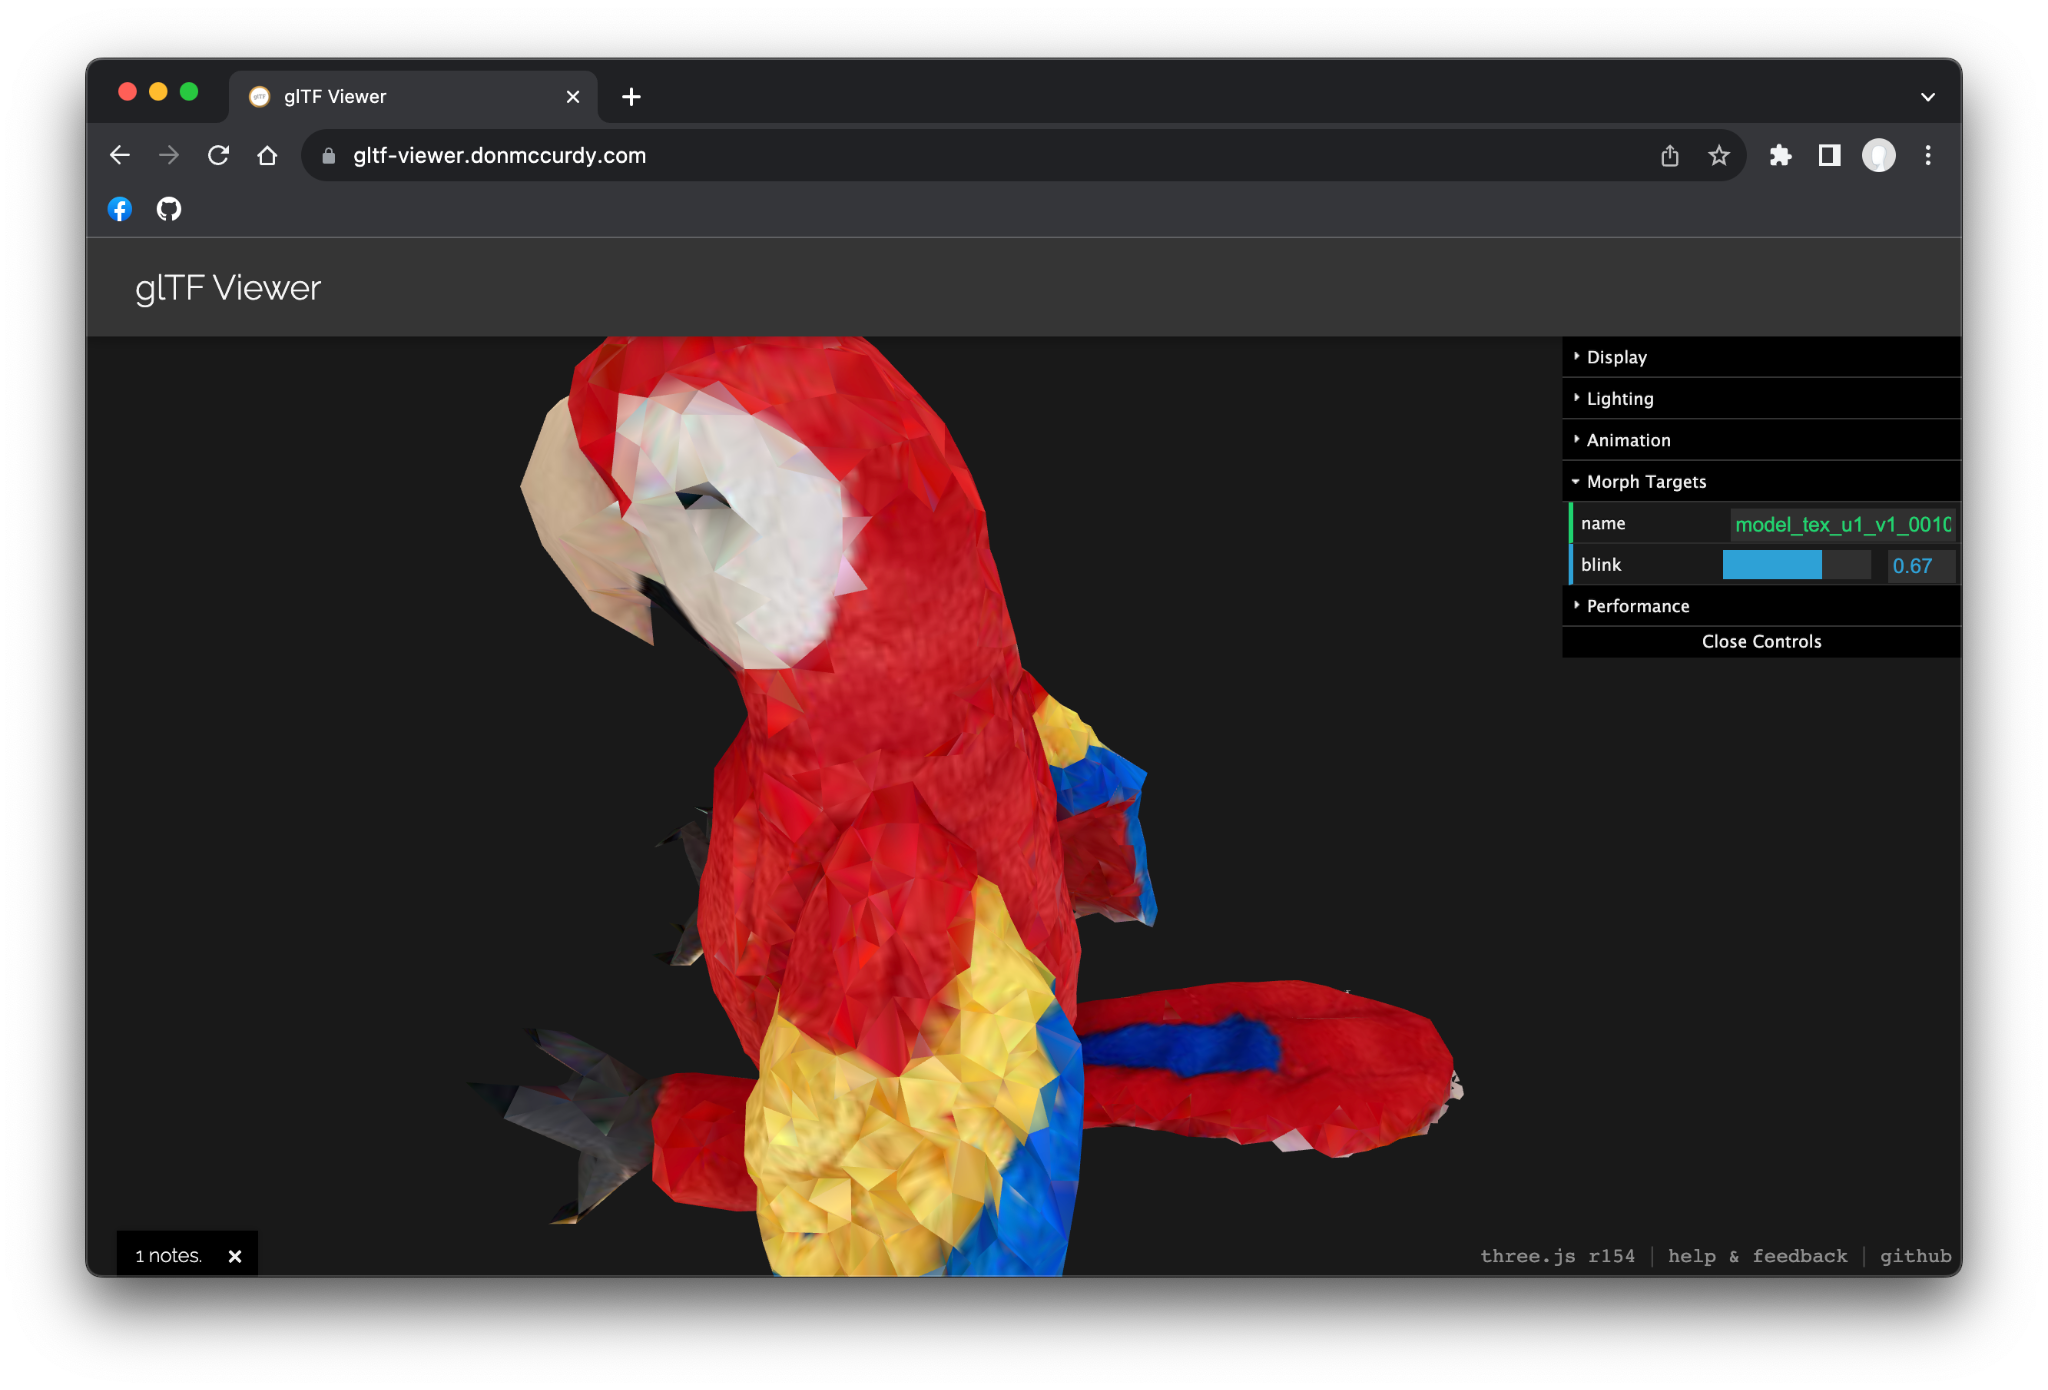 glTF Viewer
gltf-viewer.donmccurdy.com
glTF Viewer
Display
Lighting
Animation
Morph Targets
name model_tex_u1_v1_0010
blink 0.67
Performance
Close Controls
1 notes. ×
three.js r154 | help & feedback | github